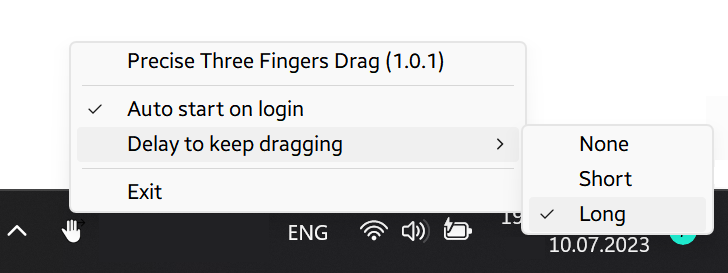 Precise Three Fingers Drag (1.0.1)
Auto start on login
Delay to keep dragging
None
Short
Long
Exit
ENG
10.07.2023